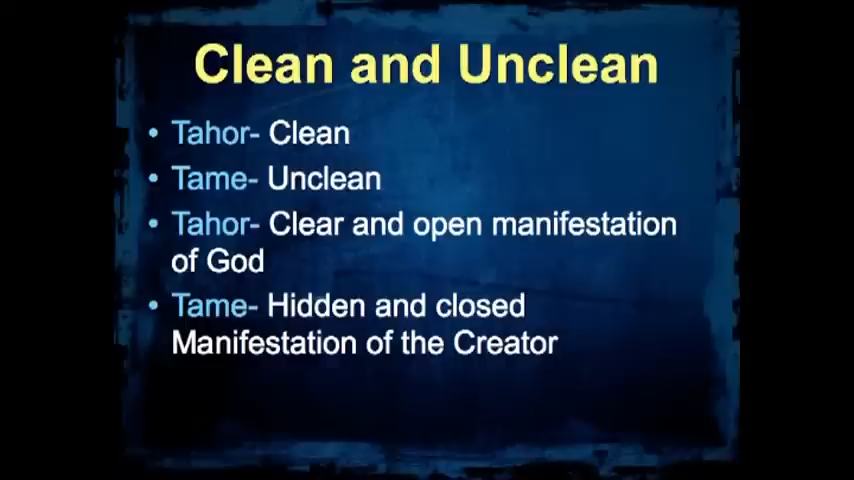 Clean and Unclean
• Tahor- Clean
• Tame- Unclean
• Tahor- Clear and open manifestation
of God
• Tame- Hidden and closed
Manifestation of the Creator